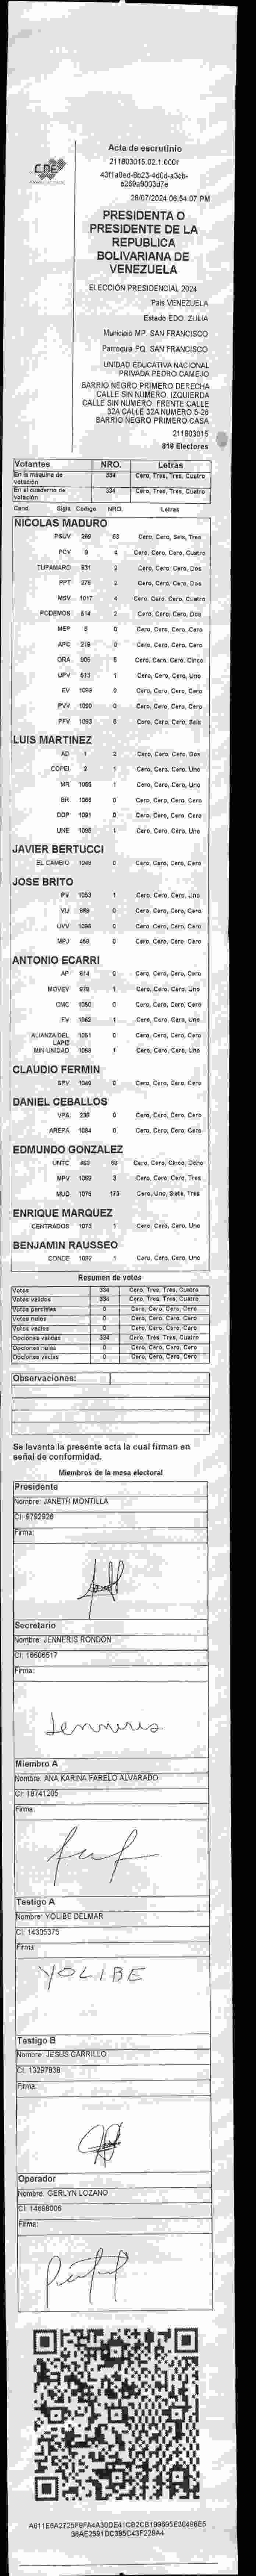 CNE
Acta de escrutinio
211803015.02.1.0001
28/07/2024 06:54:07 PM
PRESIDENTA O
PRESIDENTE DE LA
REPUBLICA
BOLIVARIANA DE
VENEZUELA
ELECCIÓN PRESIDENCIAL 2024
País VENEZUELA
Estado EDO. ZULIA
Municipio MP. SAN FRANCISCO
Parroquia PQ. SAN FRANCISCO
UNIDAD EDUCATIVA NACIONAL
PRIVADA PEDRO CAMEJO
BARRIO NEGRO PRIMERO DERECHA
CALLE SIN NUMERO. IZQUIERDA
CALLE SIN NUMERO. FRENTE CALLE
32A CALLE 32A NUMERO 5-28
BARRIO NEGRO PRIMERO CASA
211803015
819 Electores
Votantes NRO. Letras
En la maquina de votación 334 Cero, Tres, Tres, Cuatro
En el cuaderno de votación 334 Cero, Tres, Tres, Cuatro
Cand. Sigla Codigo NRO. Letras
NICOLAS MADURO
PSUV 269 63 Cero, Cero, Seis, Tres
PCV 9 4 Cero, Cero, Cero, Cuatro
TUPAMARO 931 2 Cero, Cero, Cero, Dos
PPT 276 2 Cero, Cero, Cero, Dos
MSV 1017 4 Cero, Cero, Cero, Cuatro
PODEMOS 514 2 Cero, Cero, Cero, Dos
MEP 6 0 Cero, Cero, Cero, Cero
APC 219 0 Cero, Cero, Cero, Cero
ORA 906 5 Cero, Cero, Cero, Cinco
UPV 613 1 Cero, Cero, Cero, Uno
EV 1089 0 Cero, Cero, Cero, Cero
PVV 1090 0 Cero, Cero, Cero, Cero
PFV 1093 6 Cero, Cero, Cero, Seis
LUIS MARTINEZ
AD 1 2 Cero, Cero, Cero, Dos
COPEI 2 1 Cero, Cero, Cero, Uno
MR 1065 1 Cero, Cero, Cero, Uno
BR 1066 0 Cero, Cero, Cero, Cero
DDP 1091 0 Cero, Cero, Cero, Cero
UNE 1095 1 Cero, Cero, Cero, Uno
JAVIER BERTUCCI
EL CAMBIO 1048 0 Cero, Cero, Cero, Cero
JOSE BRITO
PV 1053 1 Cero, Cero, Cero, Uno
VU 968 0 Cero, Cero, Cero, Cero
UVV 1096 0 Cero, Cero, Cero, Cero
MPJ 458 0 Cero, Cero, Cero, Cero
ANTONIO ECARRI
AP 814 0 Cero, Cero, Cero, Cero
MOVEV 978 1 Cero, Cero, Cero, Uno
CMC 1050 0 Cero, Cero, Cero, Cero
FV 1062 1 Cero, Cero, Cero, Uno
ALIANZA DEL LAPIZ 1051 0 Cero, Cero, Cero, Cero
MIN UNIDAD 1068 1 Cero, Cero, Cero, Uno
CLAUDIO FERMIN
SPV 1049 0 Cero, Cero, Cero, Cero
DANIEL CEBALLOS
VPA 238 0 Cero, Cero, Cero, Cero
AREPA 1084 0 Cero, Cero, Cero, Cero
EDMUNDO GONZALEZ
UNTC 460 58 Cero, Cero, Cinco, Ocho
MPV 1069 3 Cero, Cero, Cero, Tres
MUD 1075 173 Cero, Uno, Siete, Tres
ENRIQUE MARQUEZ
CENTRADOS 1073 1 Cero, Cero, Cero, Uno
BENJAMIN RAUSSEO
CONDE 1092 1 Cero, Cero, Cero, Uno
Resumen de votos
Votos 334 Cero, Tres, Tres, Cuatro
Votos validos 334 Cero, Tres, Tres, Cuatro
Votos parciales 0 Cero, Cero, Cero, Cero
Votos nulos 0 Cero, Cero, Cero, Cero
Votos vacios 0 Cero, Cero, Cero, Cero
Opciones validas 334 Cero, Tres, Tres, Cuatro
Opciones nulas 0 Cero, Cero, Cero, Cero
Opciones vacias 0 Cero, Cero, Cero, Cero
Observaciones:
Se levanta la presente acta la cual firman en
señal de conformidad.
Miembros de la mesa electoral
Presidente
Nombre: JANETH MONTILLA
CI: 9792926
Firma:
Secretario
Nombre: JENNERIS RONDON
CI: 16606517
Firma:
Jenneris
Miembro A
Nombre: ANA KARINA FARELO ALVARADO
CI: 18741205
Firma:
Testigo A
Nombre: YOLIBE DELMAR
CI: 14305375
Firma:
YOLIBE
Testigo B
Nombre: JESUS CARRILLO
CI: 13297838
Firma:
Operador
Nombre: GERLYN LOZANO
CI: 14698006
Firma: